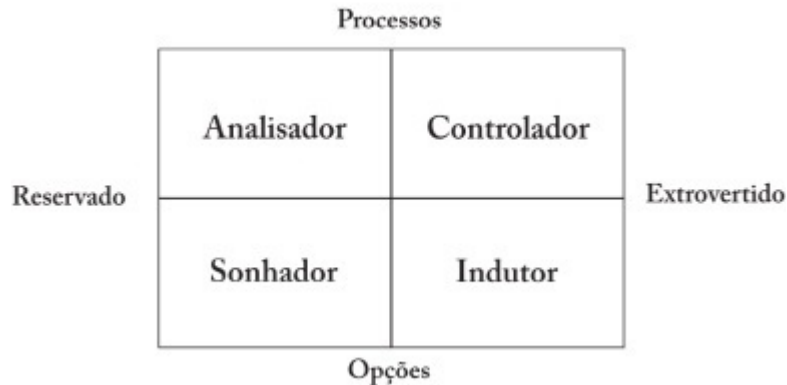 Processos
Analisador
Controlador
Reservado
Extrovertido
Sonhador
Indutor
Opções